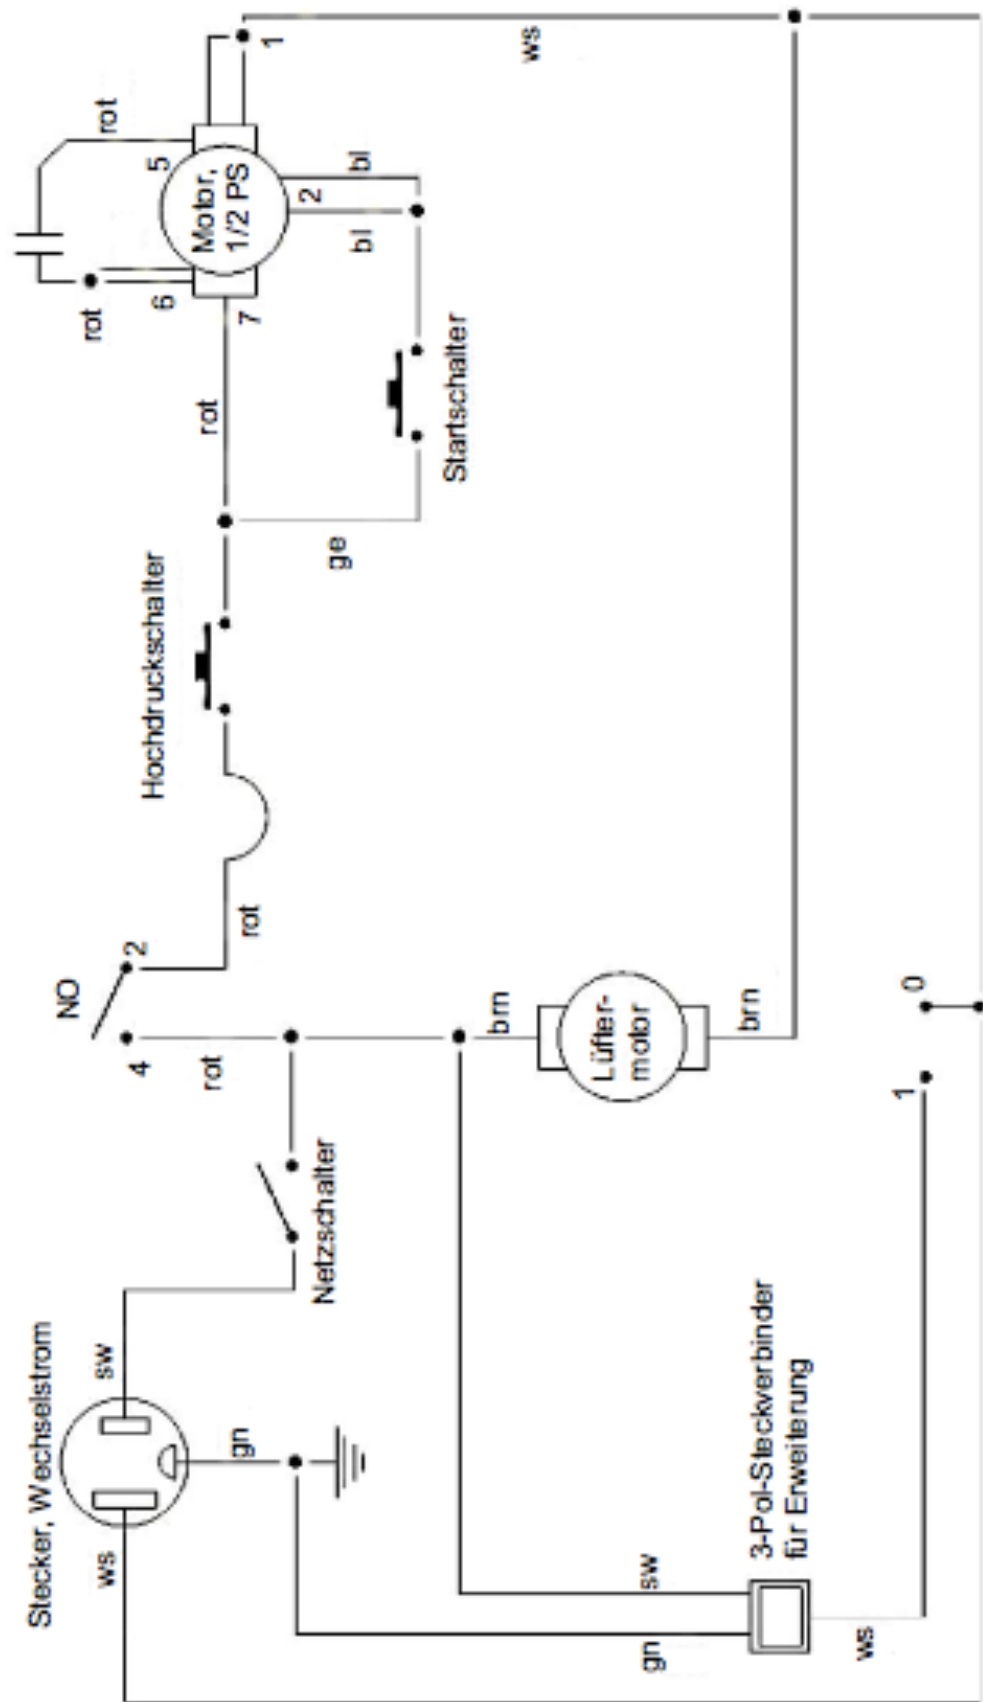 Stecker, Wechselstrom
ws
sw
gn
Netzschalter
4
NO
2
rot
rot
Hochdruckschalter
rot
ge
Startschalter
rot
rot
6
7
5
Motor,
1/2 PS
2
bl
bl
1
ws
brn
Lüfter-
motor
brn
0
1
gn
sw
ws
3-Pol-Steckverbinder
für Erweiterung